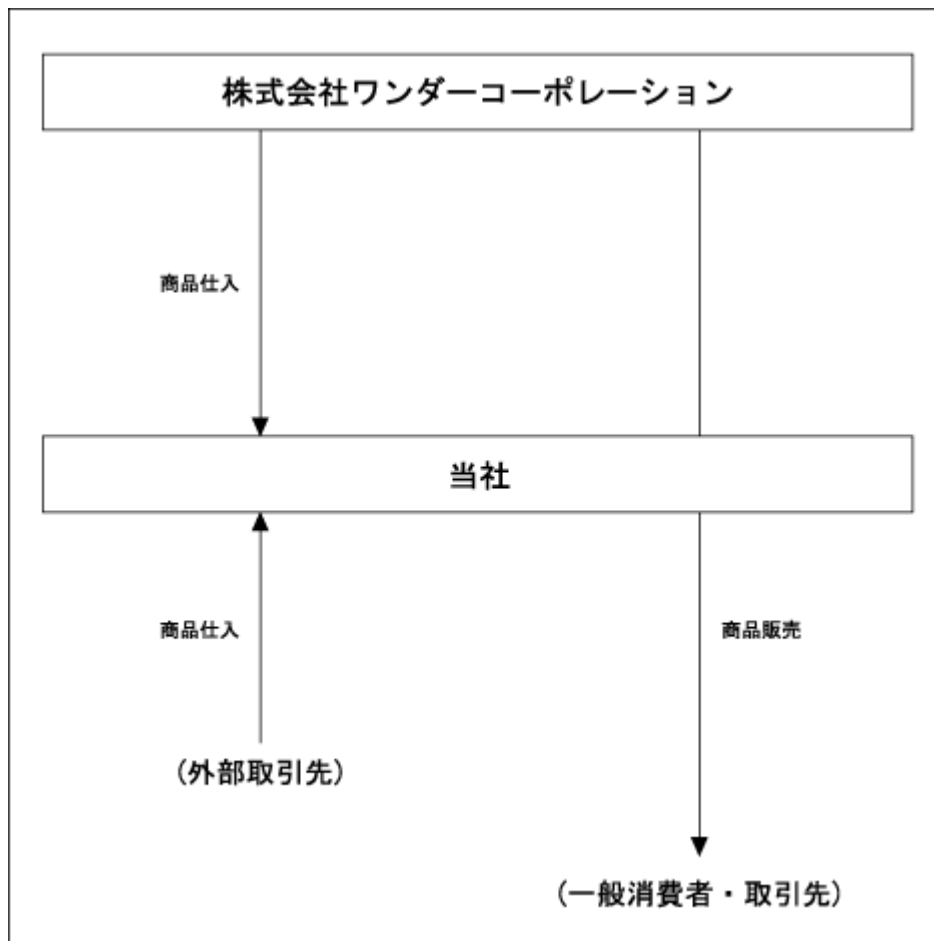 株式会社ワンダーコーポレーション
商品仕入
当社
商品仕入
商品販売
(外部取引先)
(一般消費者・取引先)